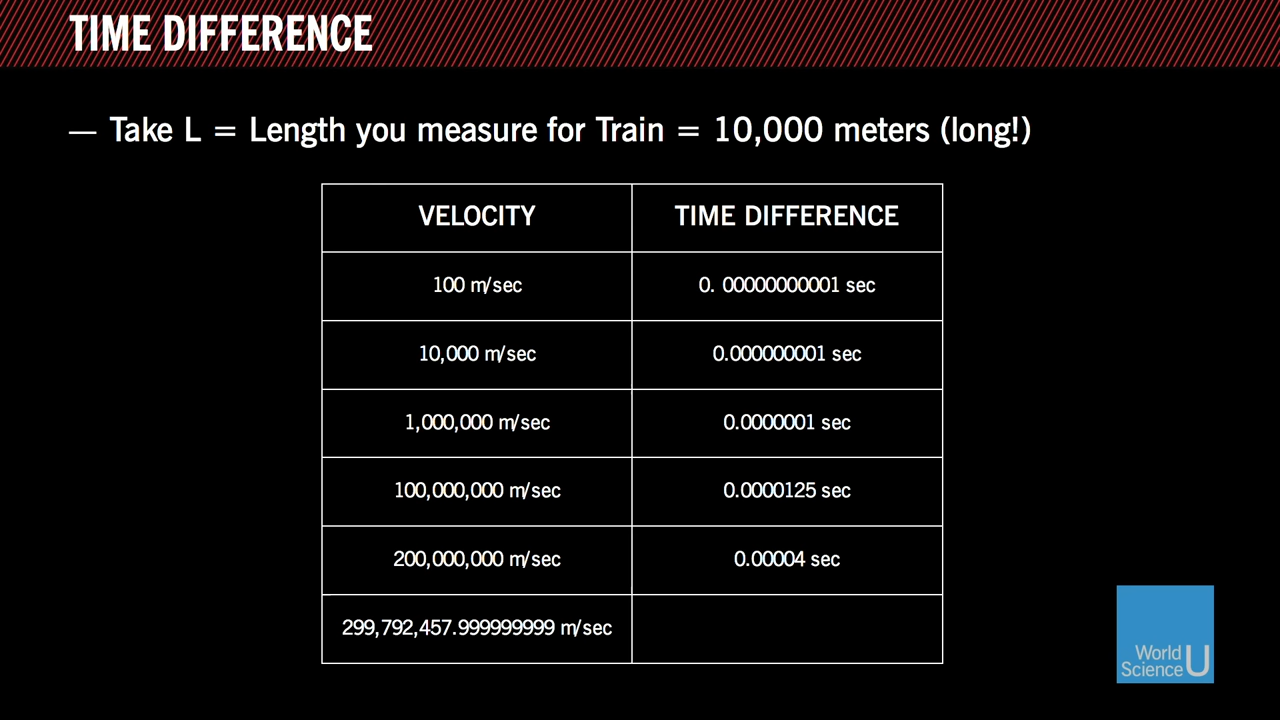 TIME DIFFERENCE
— Take L = Length you measure for Train = 10,000 meters (long!)
VELOCITY TIME DIFFERENCE
100 m/sec 0. 00000000001 sec
10,000 m/sec 0.000000001 sec
1,000,000 m/sec 0.0000001 sec
100,000,000 m/sec 0.0000125 sec
200,000,000 m/sec 0.00004 sec
299,792,457.999999999 m/sec
World
Science U